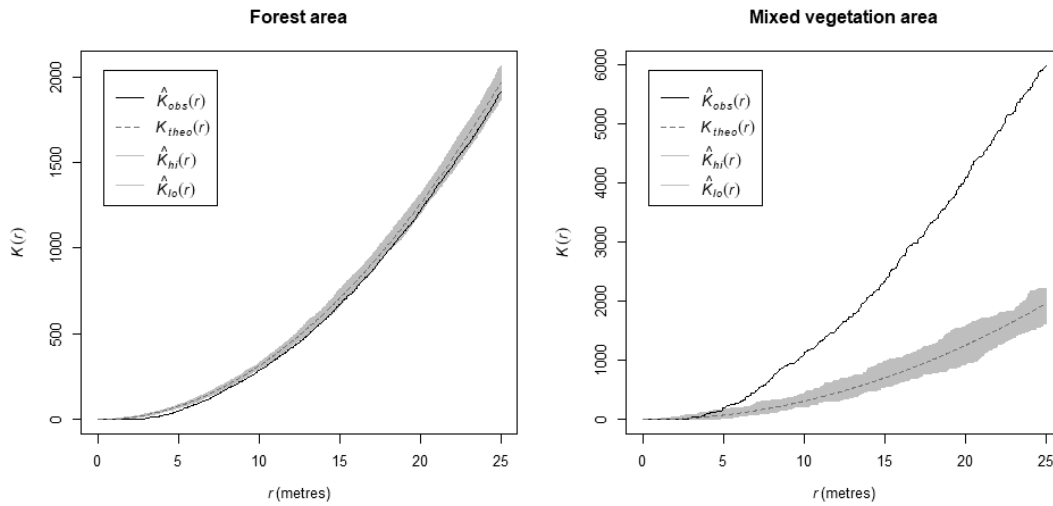 Forest area
K̂obs(r)
Ktheo(r)
K̂hi(r)
K̂lo(r)
K(r)
2000
1500
1000
500
0
0 5 10 15 20 25
r (metres)
Mixed vegetation area
K̂obs(r)
Ktheo(r)
K̂hi(r)
K̂lo(r)
K(r)
6000
5000
4000
3000
2000
1000
0
0 5 10 15 20 25
r (metres)